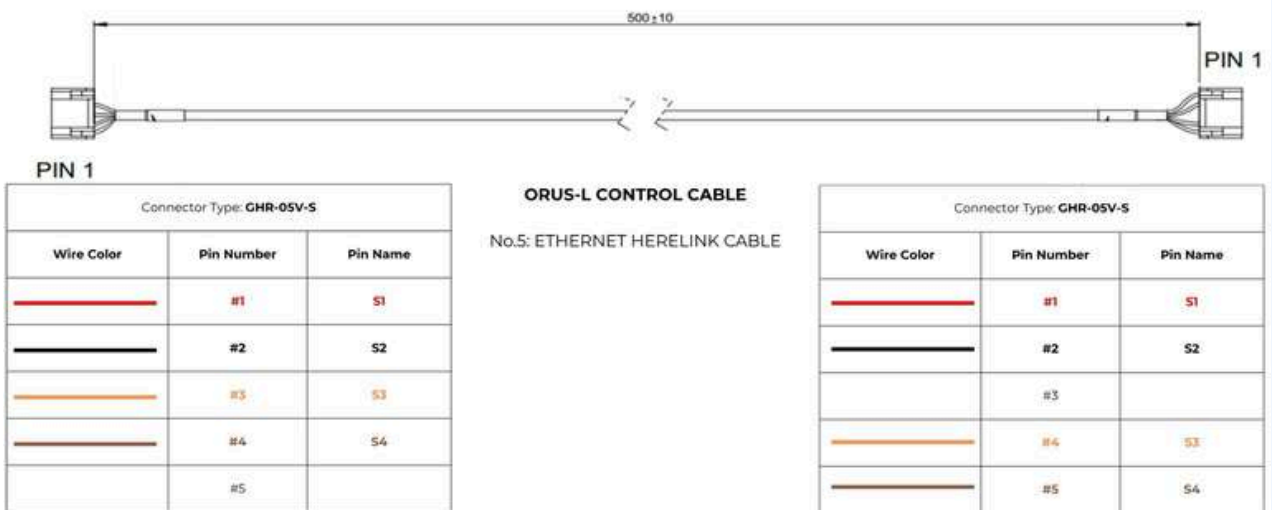 500±10
PIN 1
PIN 1
ORUS-L CONTROL CABLE
No.5: ETHERNET HERELINK CABLE
Connector Type: GHR-05V-S
Wire Color Pin Number Pin Name
#1 S1
#2 S2
#3 S3
#4 S4
#5
Connector Type: GHR-05V-S
Wire Color Pin Number Pin Name
#1 S1
#2 S2
#3
#4 S3
#5 S4